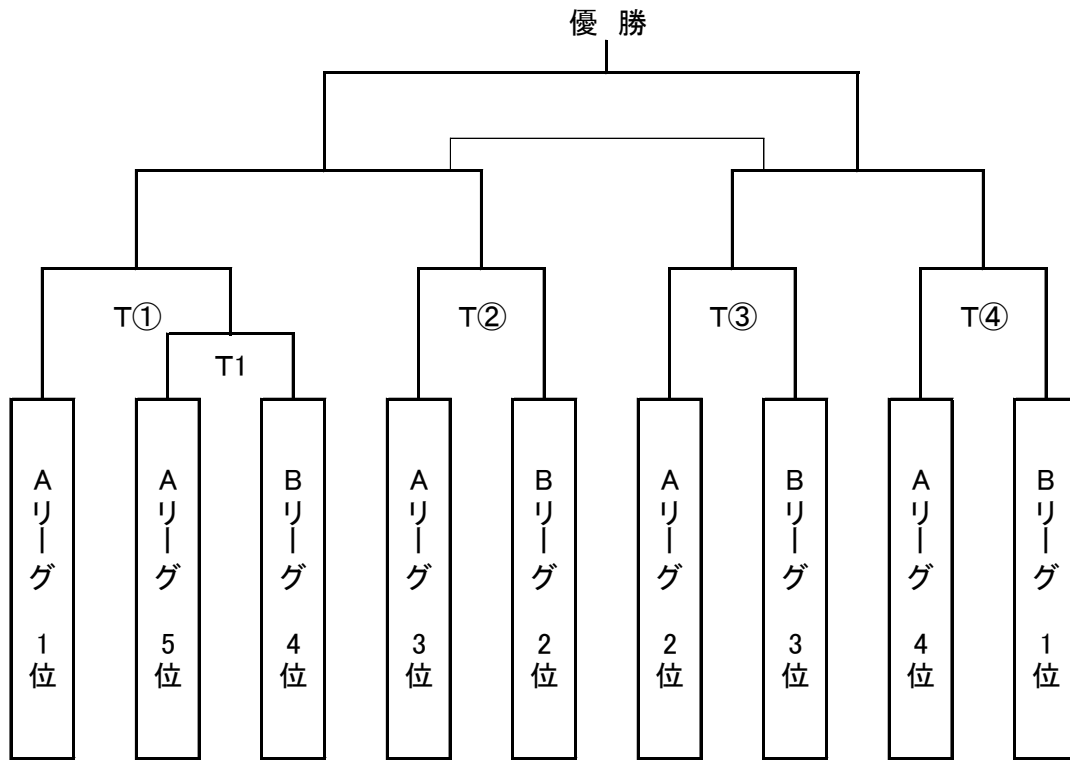 優 勝
T①
T②
T③
T④
T1
Aリーグ 1位
Aリーグ 5位
Bリーグ 4位
Aリーグ 3位
Bリーグ 2位
Aリーグ 2位
Bリーグ 3位
Aリーグ 4位
Bリーグ 1位